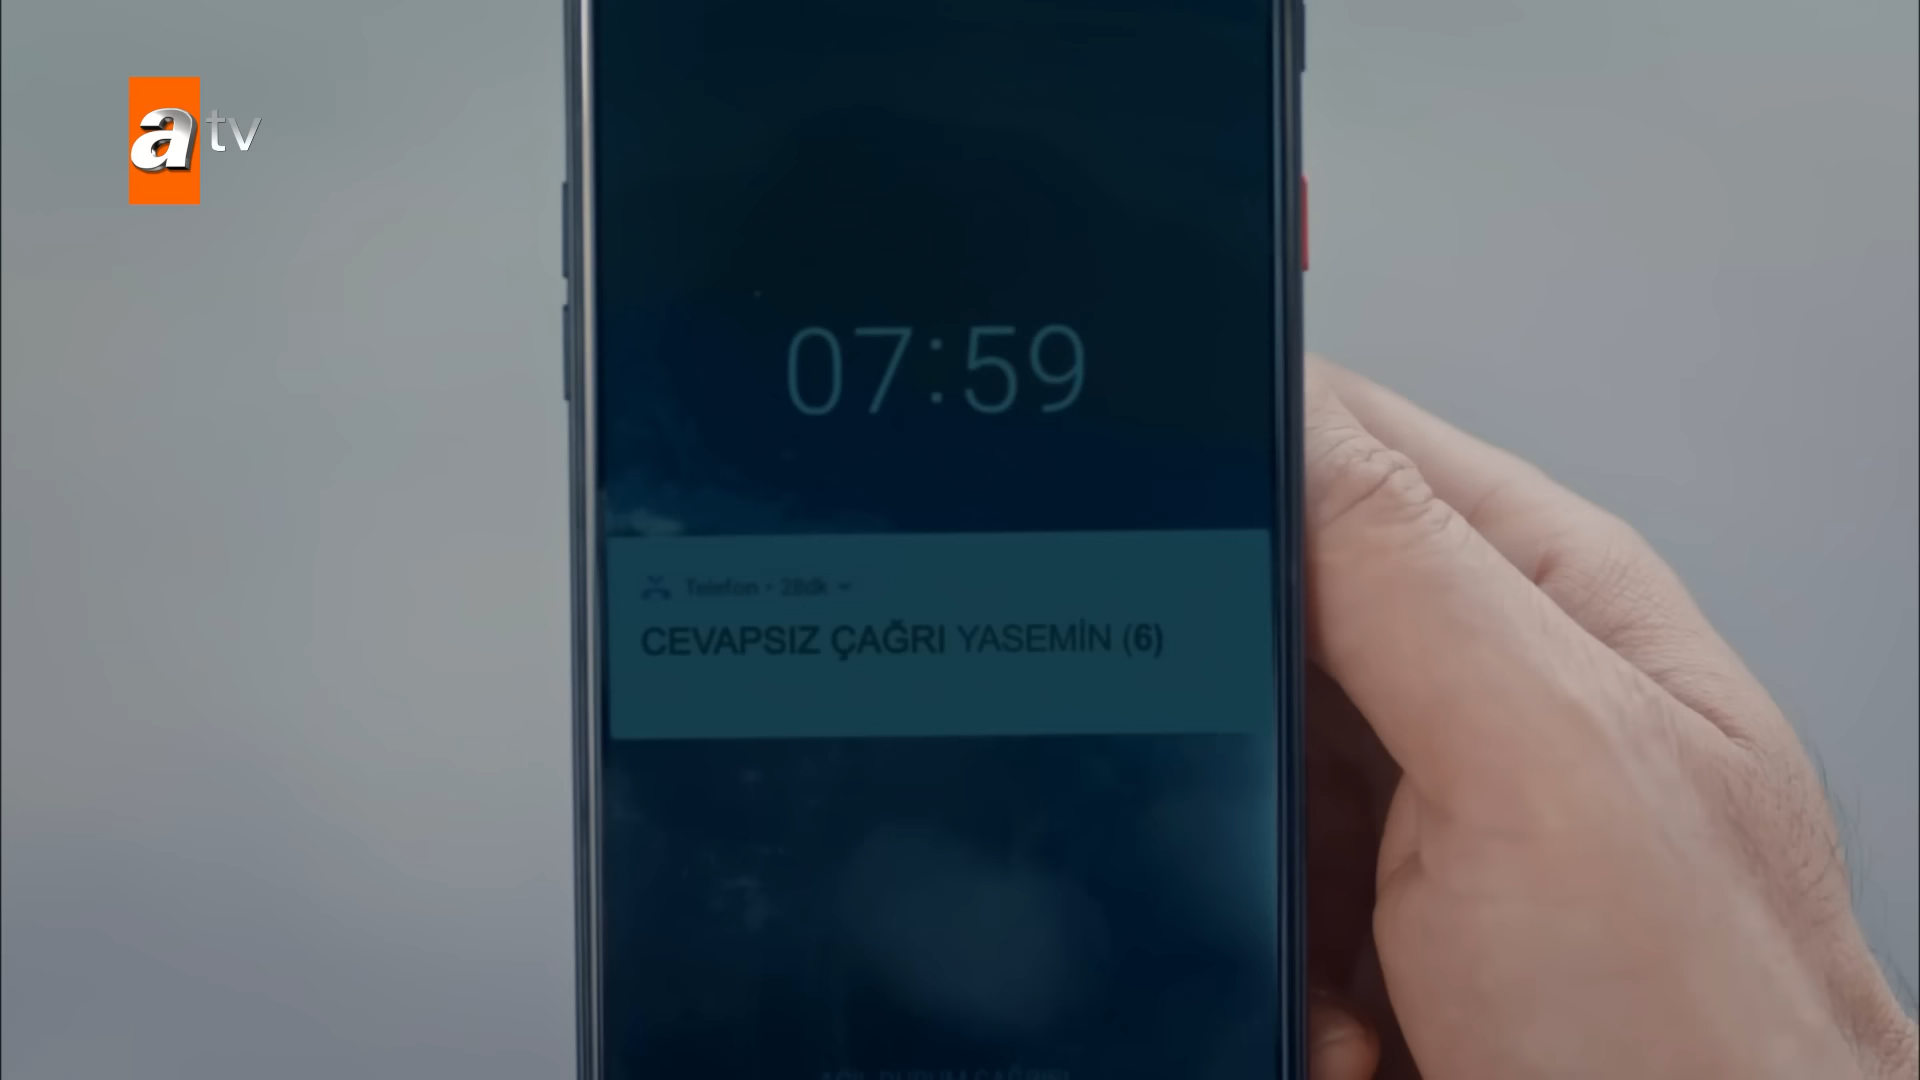 atv
07:59
Telefon • 28dk
CEVAPSIZ ÇAĞRI YASEMİN (6)